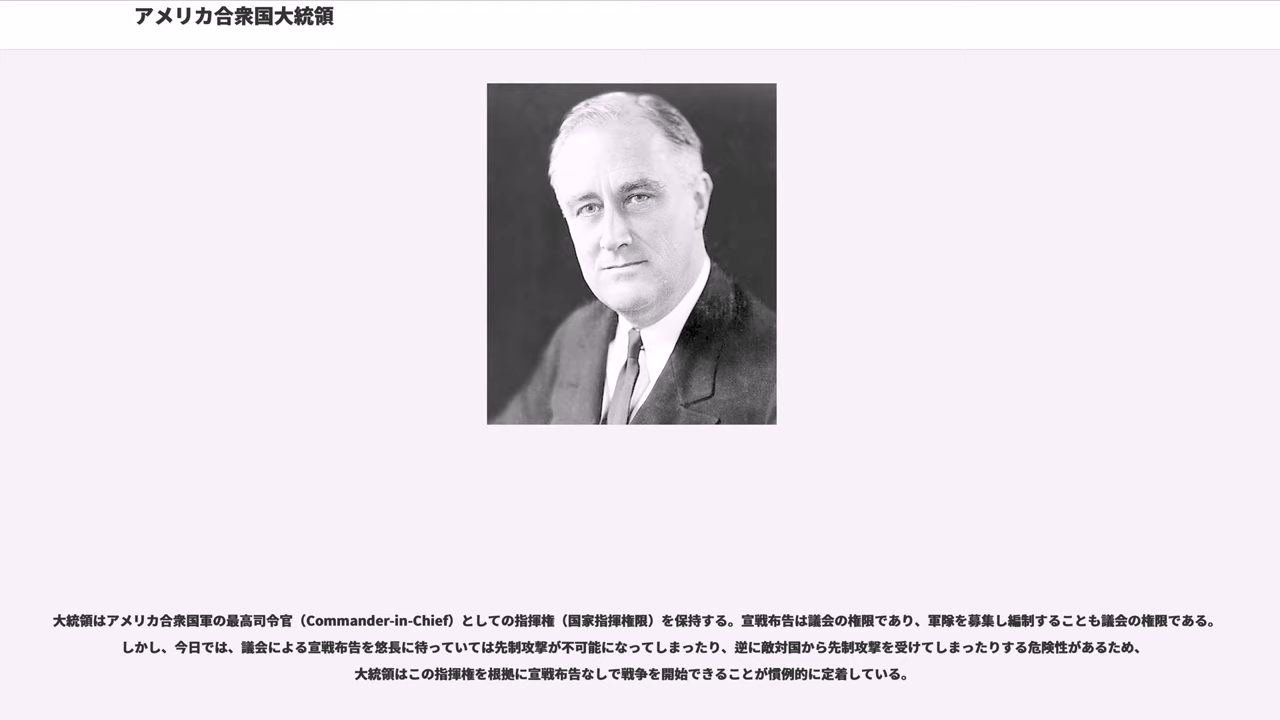 アメリカ合衆国大統領
大統領はアメリカ合衆国軍の最高司令官（Commander-in-Chief）としての指揮権（国家指揮権限）を保持する。宣戦布告は議会の権限であり、軍隊を募集し編制することも議会の権限である。
しかし、今日では、議会による宣戦布告を悠長に待っていては先制攻撃が不可能になってしまったり、逆に敵対国から先制攻撃を受けてしまったりする危険性があるため、
大統領はこの指揮権を根拠に宣戦布告なしで戦争を開始できることが慣例的に定着している。